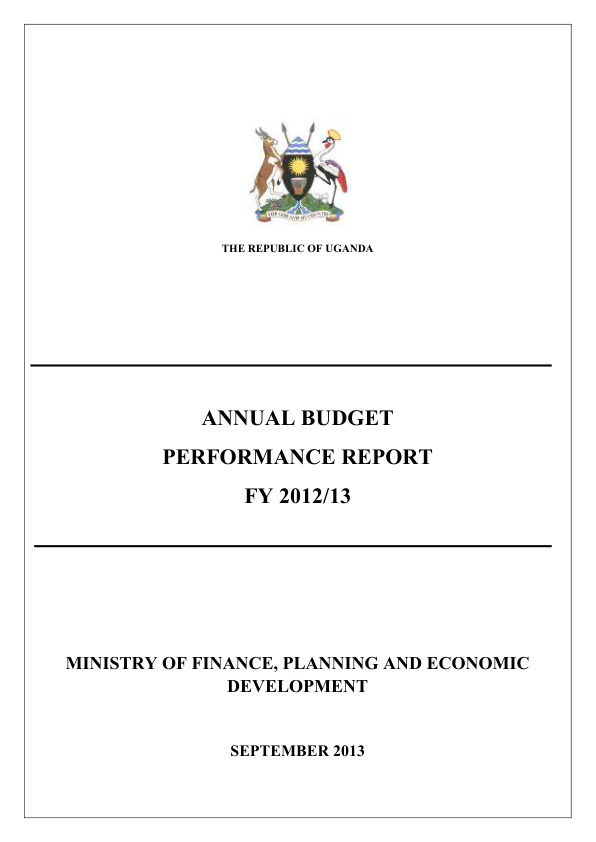 FOR GOD AND MY COUNTRY
THE REPUBLIC OF UGANDA
ANNUAL BUDGET
PERFORMANCE REPORT
FY 2012/13
MINISTRY OF FINANCE, PLANNING AND ECONOMIC
DEVELOPMENT
SEPTEMBER 2013